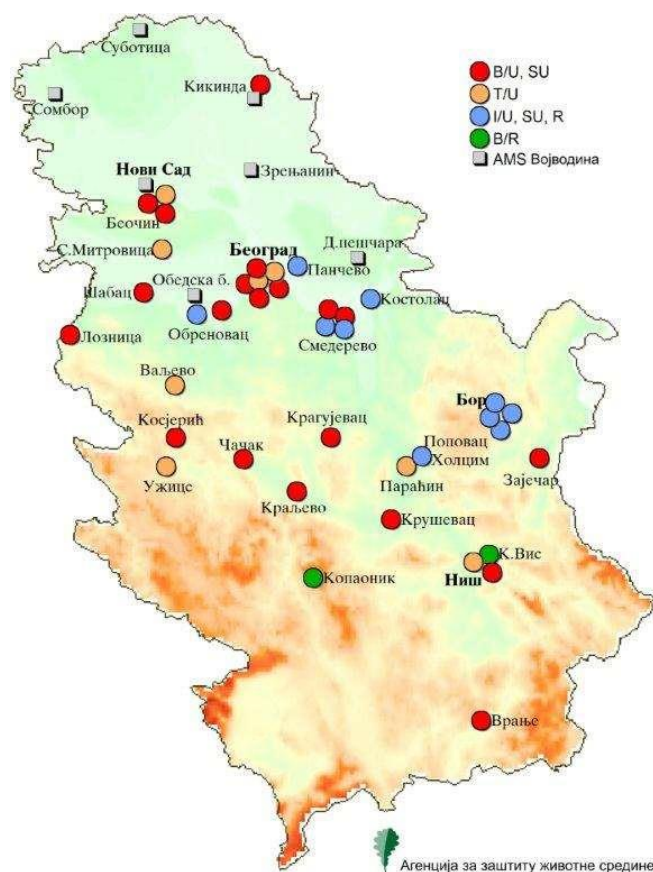 Суботица
B/U, SU
Кикинда
T/U
I/U, SU, R
Сомбор
B/R
AMS Војводина
Нови Сад
Зрењанин
Беочин
С.Митровица
Београд
Д.пешчара
Панчево
Обедска б.
Шабац
Костолац
Обреновац
Лозница
Смедерево
Ваљево
Бор
Косјерић
Крагујевац
Чачак
Поповац
Холцим
Зајечар
Ужице
Параћин
Краљево
Крушевац
К.Вис
Ниш
Копаоник
Врање
Агенција за заштиту животне средине